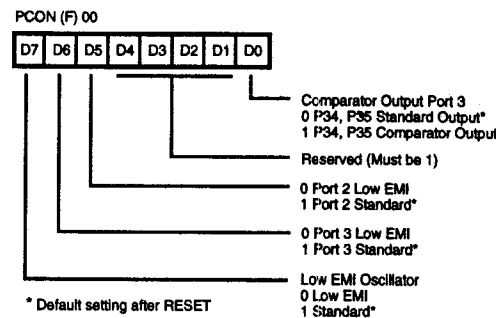 PCON (F) 00
D7 D6 D5 D4 D3 D2 D1 D0
Comparator Output Port 3
0 P34, P35 Standard Output*
1 P34, P35 Comparator Output
Reserved (Must be 1)
0 Port 2 Low EMI
1 Port 2 Standard*
0 Port 3 Low EMI
1 Port 3 Standard*
Low EMI Oscillator
0 Low EMI
1 Standard*
* Default setting after RESET